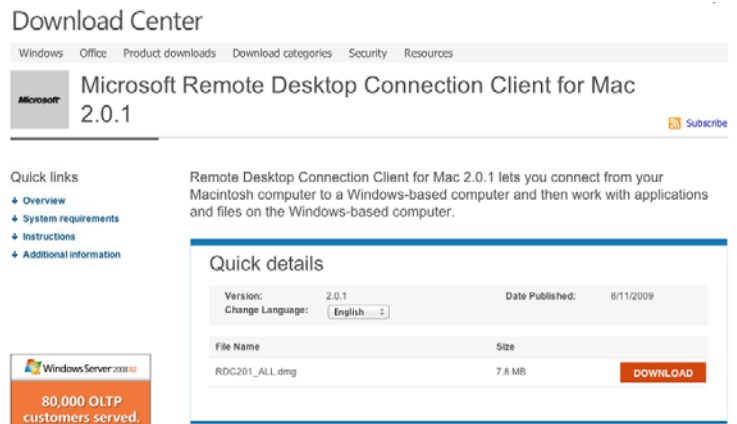 Download Center
Windows Office Product downloads Download categories Security Resources
Microsoft
Microsoft Remote Desktop Connection Client for Mac
2.0.1
Subscribe
Quick links
Overview
System requirements
Instructions
Additional information
Remote Desktop Connection Client for Mac 2.0.1 lets you connect from your
Macintosh computer to a Windows-based computer and then work with applications
and files on the Windows-based computer.
Quick details
Version: 2.0.1 Date Published: 8/11/2009
Change Language: English
File Name Size
RDC201_ALL.dmg 7.8 MB DOWNLOAD
Windows Server 2008 R2
80,000 OLTP
customers served.